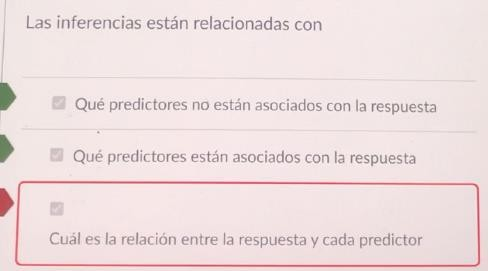 Las inferencias están relacionadas con
Qué predictores no están asociados con la respuesta
Qué predictores están asociados con la respuesta
Cuál es la relación entre la respuesta y cada predictor